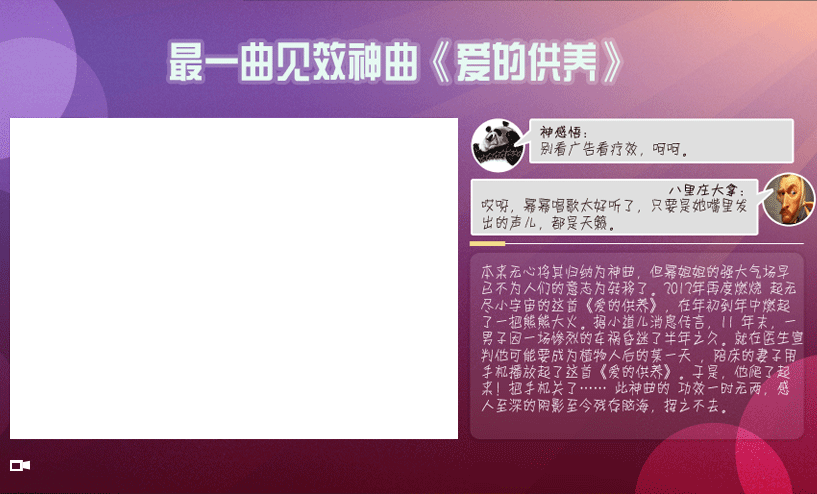 最一曲见效神曲《爱的供养》
神感悟：
别看广告看疗效，呵呵。
八里庄大拿：
哎呀，幂幂唱歌太好听了，只要是她嘴里发
出的声儿，都是天籁。
本来无心将其归纳为神曲，但幂姐姐的强大气场早
已不为人们的意志为转移了。2012年再度燃烧 起无
尽小宇宙的这首《爱的供养》，在年初到年中燃起
了一把熊熊大火。据小道儿消息传言，11 年末，一
男子因一场惨烈的车祸昏迷了半年之久。就在医生宣
判他可能要成为植物人后的某一天 ，陪床的妻子用
手机播放起了这首《爱的供养》。于是，他爬了起
来！把手机关了…… 此神曲的 功效一时无两，感
人至深的阴影至今残存脑海，挥之不去。